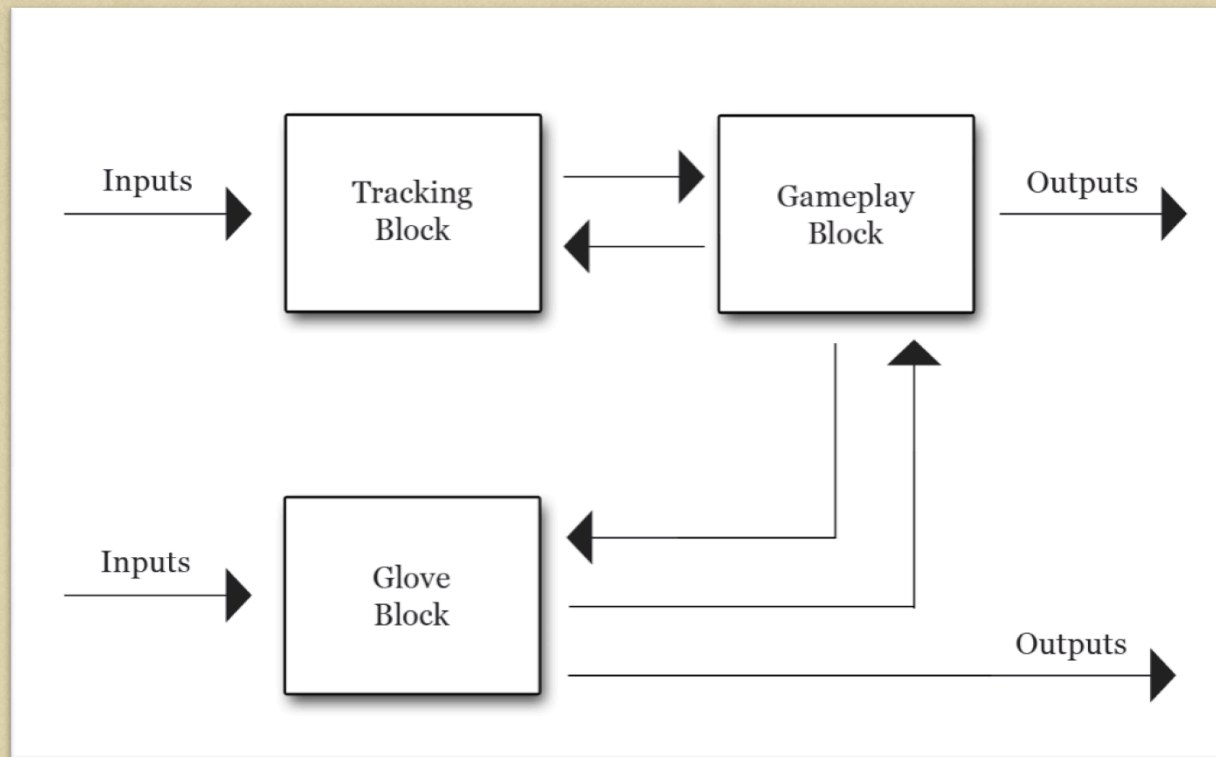 Inputs
Tracking
Block
Gameplay
Block
Outputs
Inputs
Glove
Block
Outputs